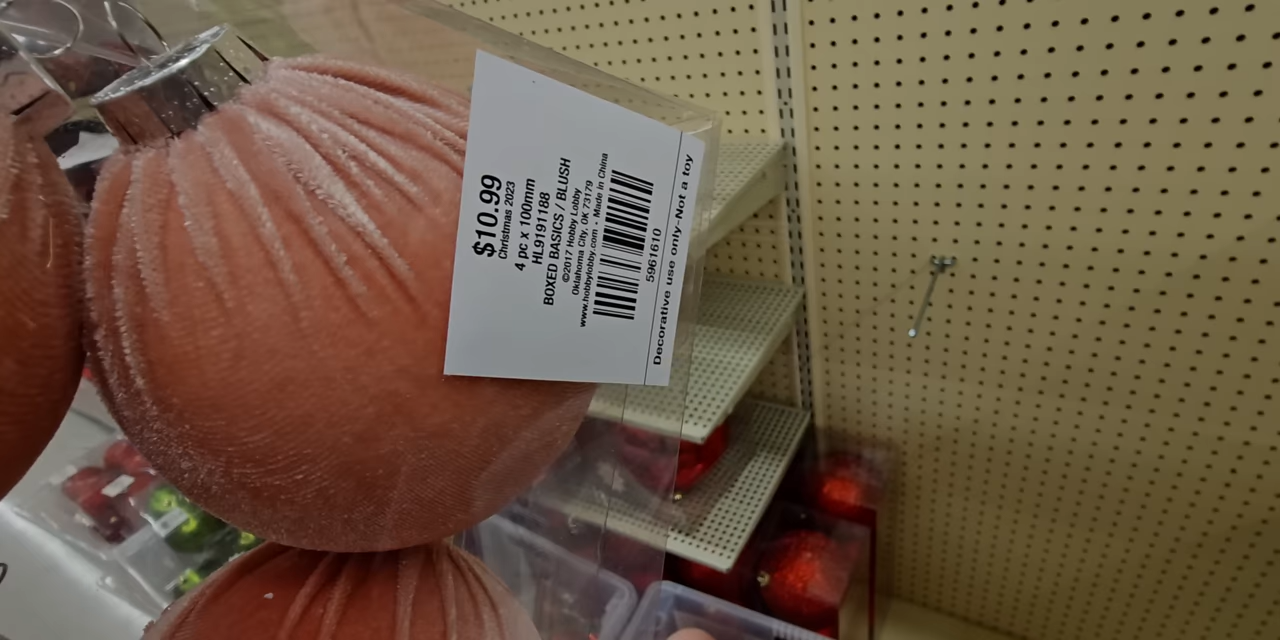 $10.99
Christmas 2023
4 pc x 100mm
HL9191188
BOXED BASICS / BLUSH
©2017 Hobby Lobby
Oklahoma City, OK 73179
www.hobbylobby.com - Made in China
5961610
Decorative use only-Not a toy